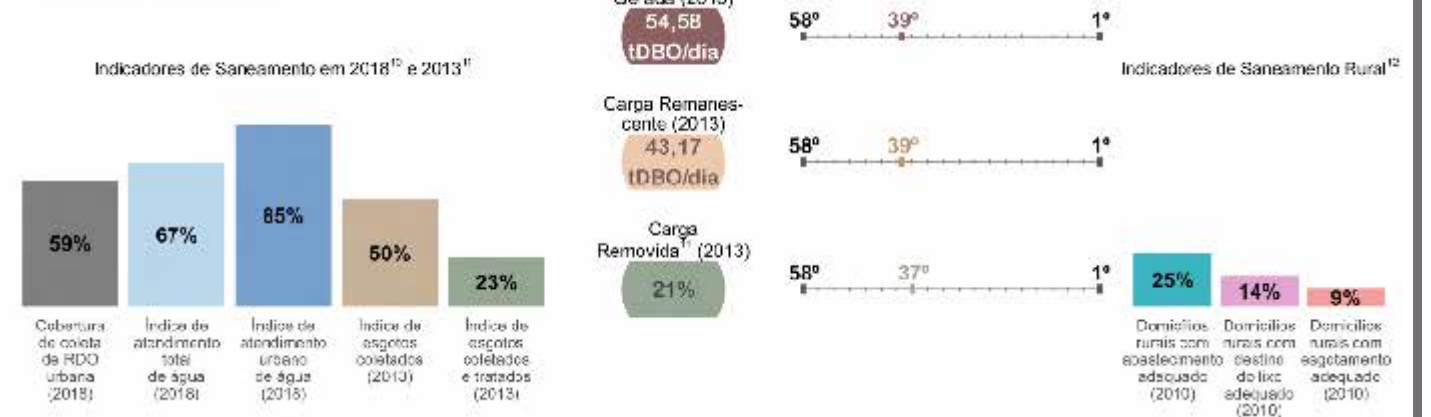 54,58
tDBO/dia
58º 39º 1º
Indicadores de Saneamento em 2018¹⁰ e 2013¹¹
Indicadores de Saneamento Rural¹²
Carga Remanes-
cente (2013)
43,17
tDBO/dia
58º 39º 1º
Carga
Removida¹¹ (2013)
21%
58º 37º 1º
59%
67%
85%
50%
23%
Cobertura
de coleta
de RDO
urbana
(2018)
Índice de
atendimento
total
de água
(2018)
Índice de
atendimento
urbano
de água
(2018)
Índice de
esgotos
coletados
(2013)
Índice de
esgotos
coletados
e tratados
(2013)
25%
14%
9%
Domicílios
rurais com
abastecimento
adequado
(2010)
Domicílios
rurais com
destino
do lixo
adequado
(2010)
Domicílios
rurais com
esgotamento
adequado
(2010)